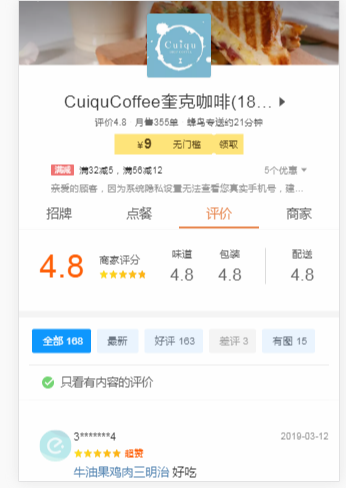 Cuiqu
CuiquCoffee奎克咖啡(18...
评价4.8 月售355单 蜂鸟专送约21分钟
¥9 无门槛 领取
满减 满32减5，满56减12 5个优惠
亲爱的顾客，因为系统隐私设置无法查看您真实手机号，建...
招牌 点餐 评价 商家
4.8 商家评分 味道 4.8 包装 4.8 配送 4.8
全部 168 最新 好评 163 差评 3 有图 15
只看有内容的评价
3*******4 2019-03-12
超赞
牛油果鸡肉三明治 好吃